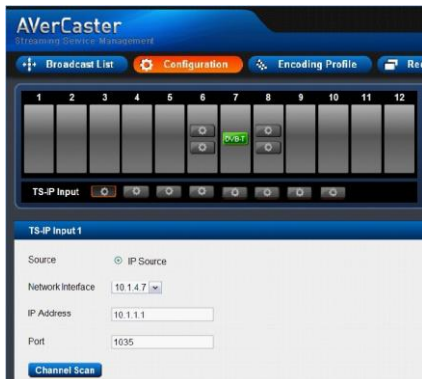 AVerCaster
Streaming Service Management
Broadcast List Configuration Encoding Profile Re
1 2 3 4 5 6 7 8 9 10 11 12
DVB-T
TS-IP Input
TS-IP Input 1
Source IP Source
Network Interface 10.1.4.7
IP Address 10.1.1.1
Port 1035
Channel Scan